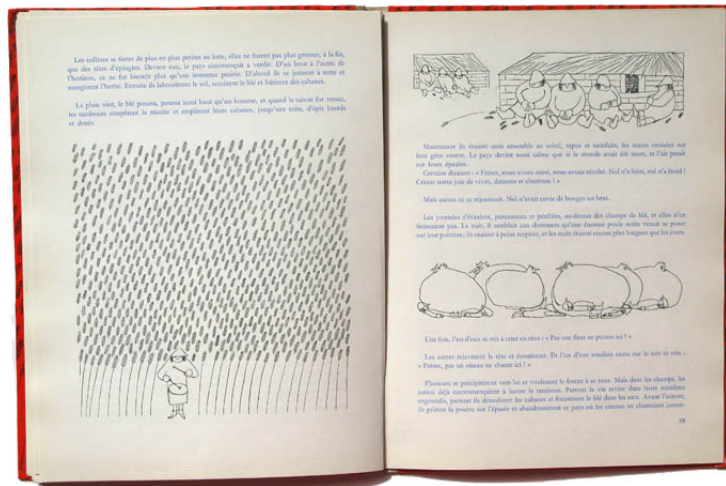 Les collines se firent de plus en plus petites au loin; elles ne furent pas plus grosses, à la fin,
que des têtes d'épingles. Devant eux, le pays commençait à verdir. D'un bout à l'autre de
l'horizon, ce ne fut bientôt plus qu'une immense prairie. D'abord ils se jetèrent à terre et
mangèrent l'herbe. Ensuite ils labourèrent le sol, semèrent le blé et bâtirent des cabanes.
La pluie vint, le blé poussa, poussa aussi haut qu'un homme, et quand la saison fut venue,
les tambours coupèrent la récolte et emplirent leurs cabanes, jusqu'aux toits, d'épis lourds
et dorés.
Maintenant ils étaient assis ensemble au soleil, repus et satisfaits, les mains croisées sur
leur gros ventre. Le pays devint aussi calme que si le monde avait été mort, et l'air pesait
sur leurs épaules.
Certains disaient : « Frères, nous avons semé, nous avons récolté. Nul n'a faim, nul n'a froid !
Crions notre joie de vivre, dansons et chantons ! »
Mais aucun ne se réjouissait. Nul n'avait envie de bouger un bras.
Les journées s'étiraient, paresseuses et pénibles, au-dessus des champs de blé, et elles n'en
finissaient pas. La nuit, il semblait aux dormeurs qu'une énorme poule noire venait se poser
sur leur poitrine; ils osaient à peine respirer, et les nuits étaient encore plus longues que les jours.
Une fois, l'un d'eux se mit à crier en rêve : « Pas une fleur ne pousse ici ! »
Les autres relevèrent la tête et écoutèrent. Et l'un d'eux soudain sauta sur le toit et cria :
« Frères, pas un oiseau ne chante ici ! »
Plusieurs se précipitèrent vers lui et voulurent le forcer à se taire. Mais dans les champs, les
autres déjà recommençaient à battre le tambour. Partout la vie revint dans leurs membres
engourdis, partout ils démolirent les cabanes et fourrèrent le blé dans les sacs. Avant l'aurore,
ils prirent la poutre sur l'épaule et abandonnèrent ce pays où les oiseaux ne chantaient jamais.
19